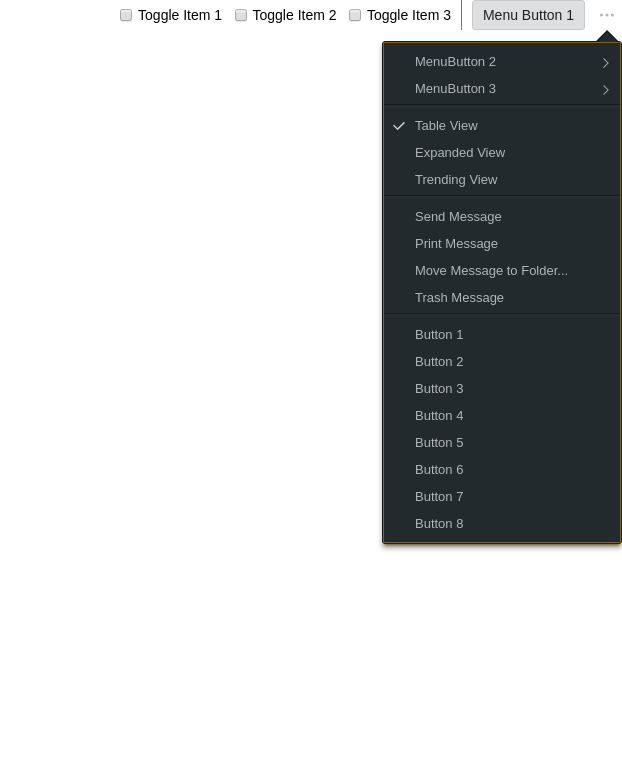 Toggle Item 1 Toggle Item 2 Toggle Item 3 Menu Button 1
MenuButton 2
MenuButton 3
Table View
Expanded View
Trending View
Send Message
Print Message
Move Message to Folder...
Trash Message
Button 1
Button 2
Button 3
Button 4
Button 5
Button 6
Button 7
Button 8